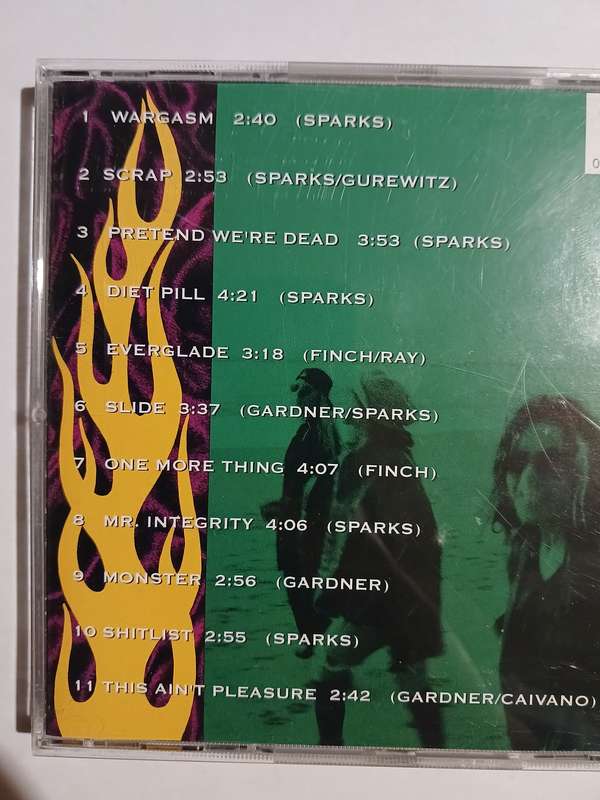 1 WARGASM 2:40 (SPARKS)
2 SCRAP 2:53 (SPARKS/GUREWITZ)
3 PRETEND WE'RE DEAD 3:53 (SPARKS)
4 DIET PILL 4:21 (SPARKS)
5 EVERGLADE 3:18 (FINCH/RAY)
6 SLIDE 3:37 (GARDNER/SPARKS)
7 ONE MORE THING 4:07 (FINCH)
8 MR. INTEGRITY 4:06 (SPARKS)
9 MONSTER 2:56 (GARDNER)
10 SHITLIST 2:55 (SPARKS)
11 THIS AIN'T PLEASURE 2:42 (GARDNER/CAIVANO)
0